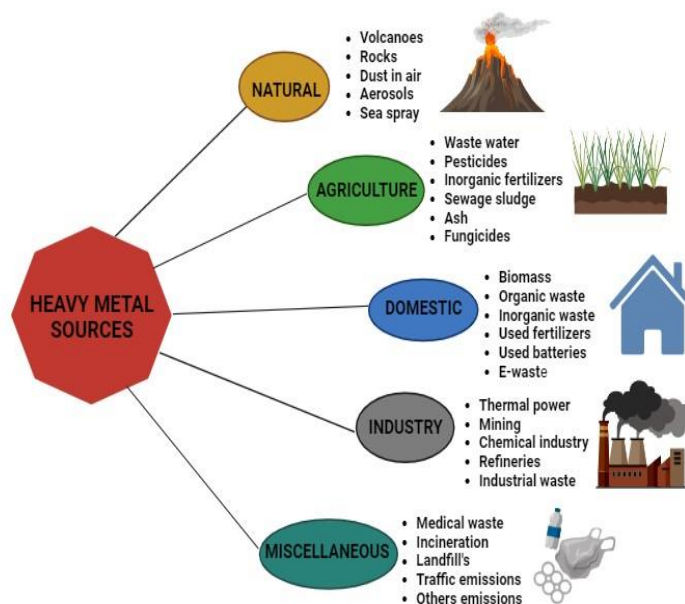 HEAVY METAL
SOURCES
NATURAL
• Volcanoes
• Rocks
• Dust in air
• Aerosols
• Sea spray
AGRICULTURE
• Waste water
• Pesticides
• Inorganic fertilizers
• Sewage sludge
• Ash
• Fungicides
DOMESTIC
• Biomass
• Organic waste
• Inorganic waste
• Used fertilizers
• Used batteries
• E-waste
INDUSTRY
• Thermal power
• Mining
• Chemical industry
• Refineries
• Industrial waste
MISCELLANEOUS
• Medical waste
• Incineration
• Landfill's
• Traffic emissions
• Others emissions